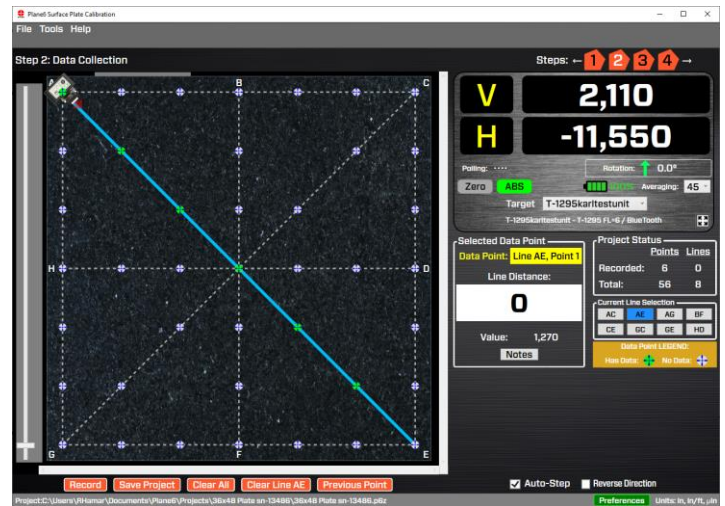 Plane6 Surface Plate Calibration
File Tools Help
Step 2: Data Collection
Steps: ← 1 2 3 4 →
A B C
H D
G F E
V 2,110
H -11,550
Polling: ---- Rotation: 0.0°
Zero ABS Averaging: 45
Target T-1295karltestunit
T-1295karltestunit - T-1295 FL=6 / BlueTooth
Selected Data Point
Data Point: Line AE, Point 1
Line Distance:
0
Value: 1,270
Notes
Project Status
Points Lines
Recorded: 6 0
Total: 56 8
Current Line Selection
AC AE AG BF
CE GC GE HD
Data Point LEGEND:
Has Data: No Data:
Record Save Project Clear All Clear Line AE Previous Point
Auto-Step Reverse Direction
Project:C:\Users\RHamar\Documents\Plane6\Projects\36x48 Plate sn-13486\36x48 Plate sn-13486.p6z
Preferences Units: in, in/ft, µin